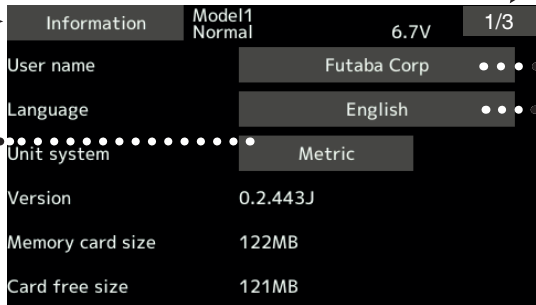 Information
Model1
Normal
6.7V
1/3
User name
Futaba Corp
Language
English
Unit system
Metric
Version
0.2.443J
Memory card size
122MB
Card free size
121MB